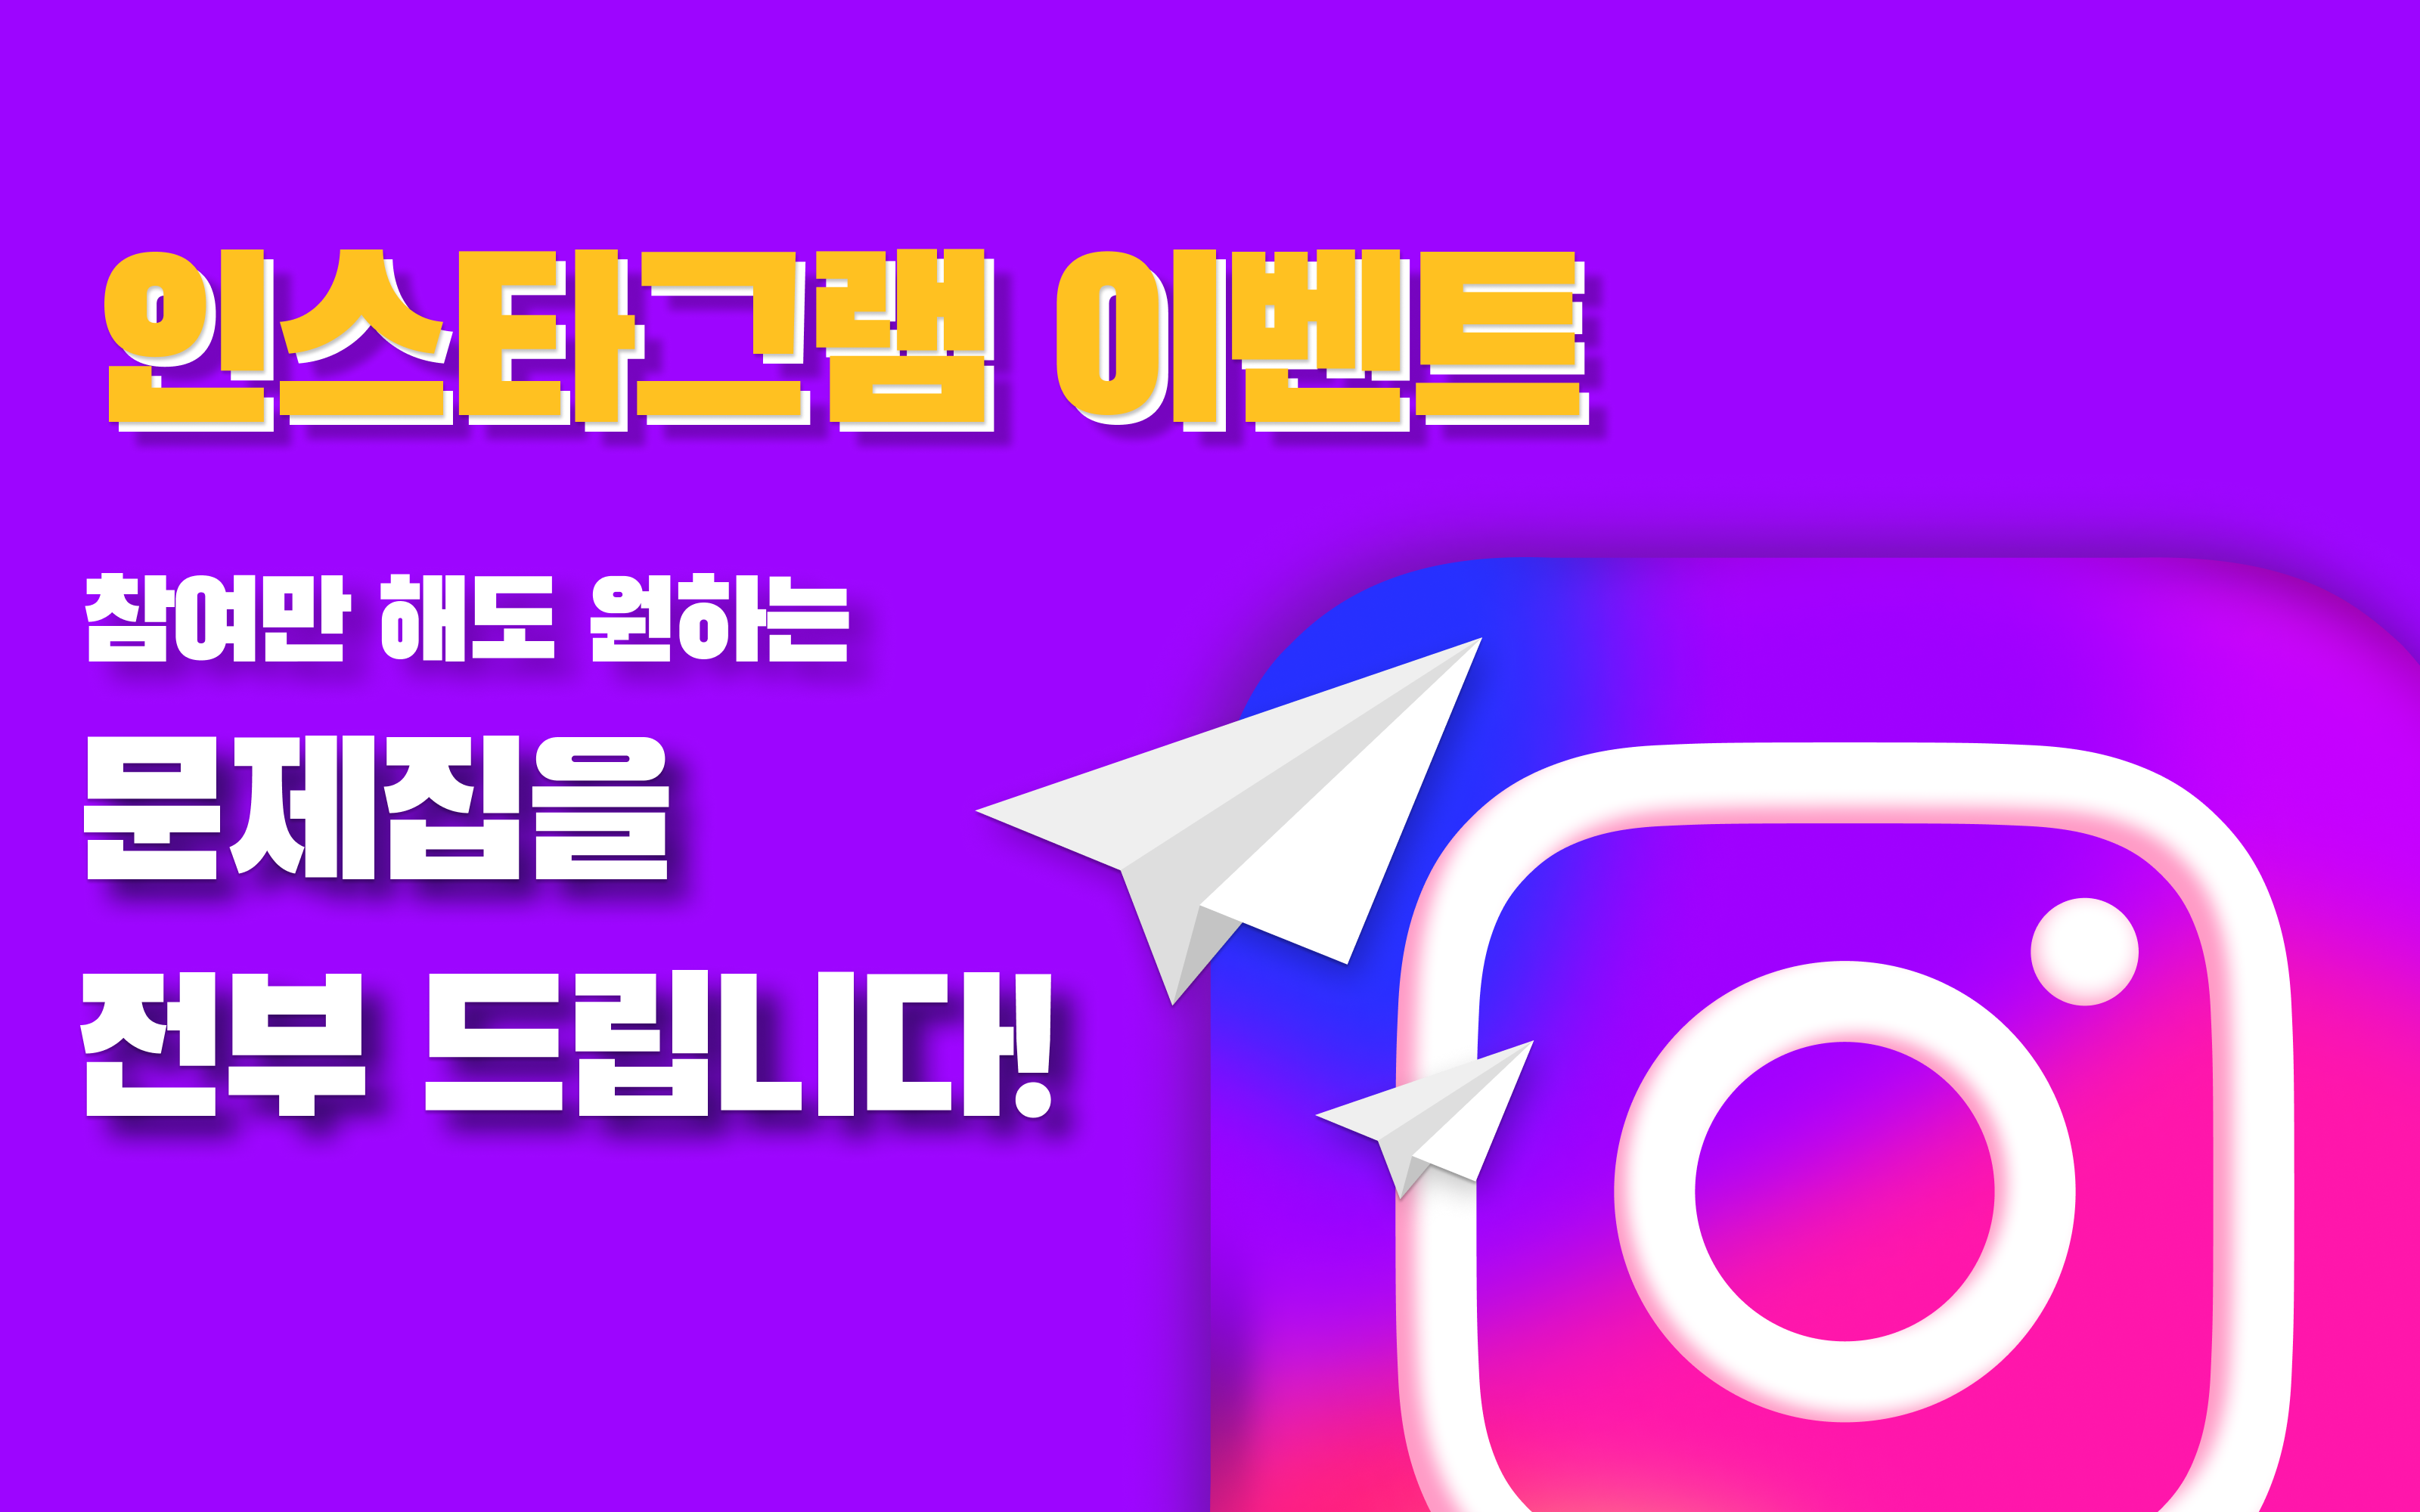 인스타그램 이벤트
참여만 해도 원하는
문제집을
전부 드립니다!